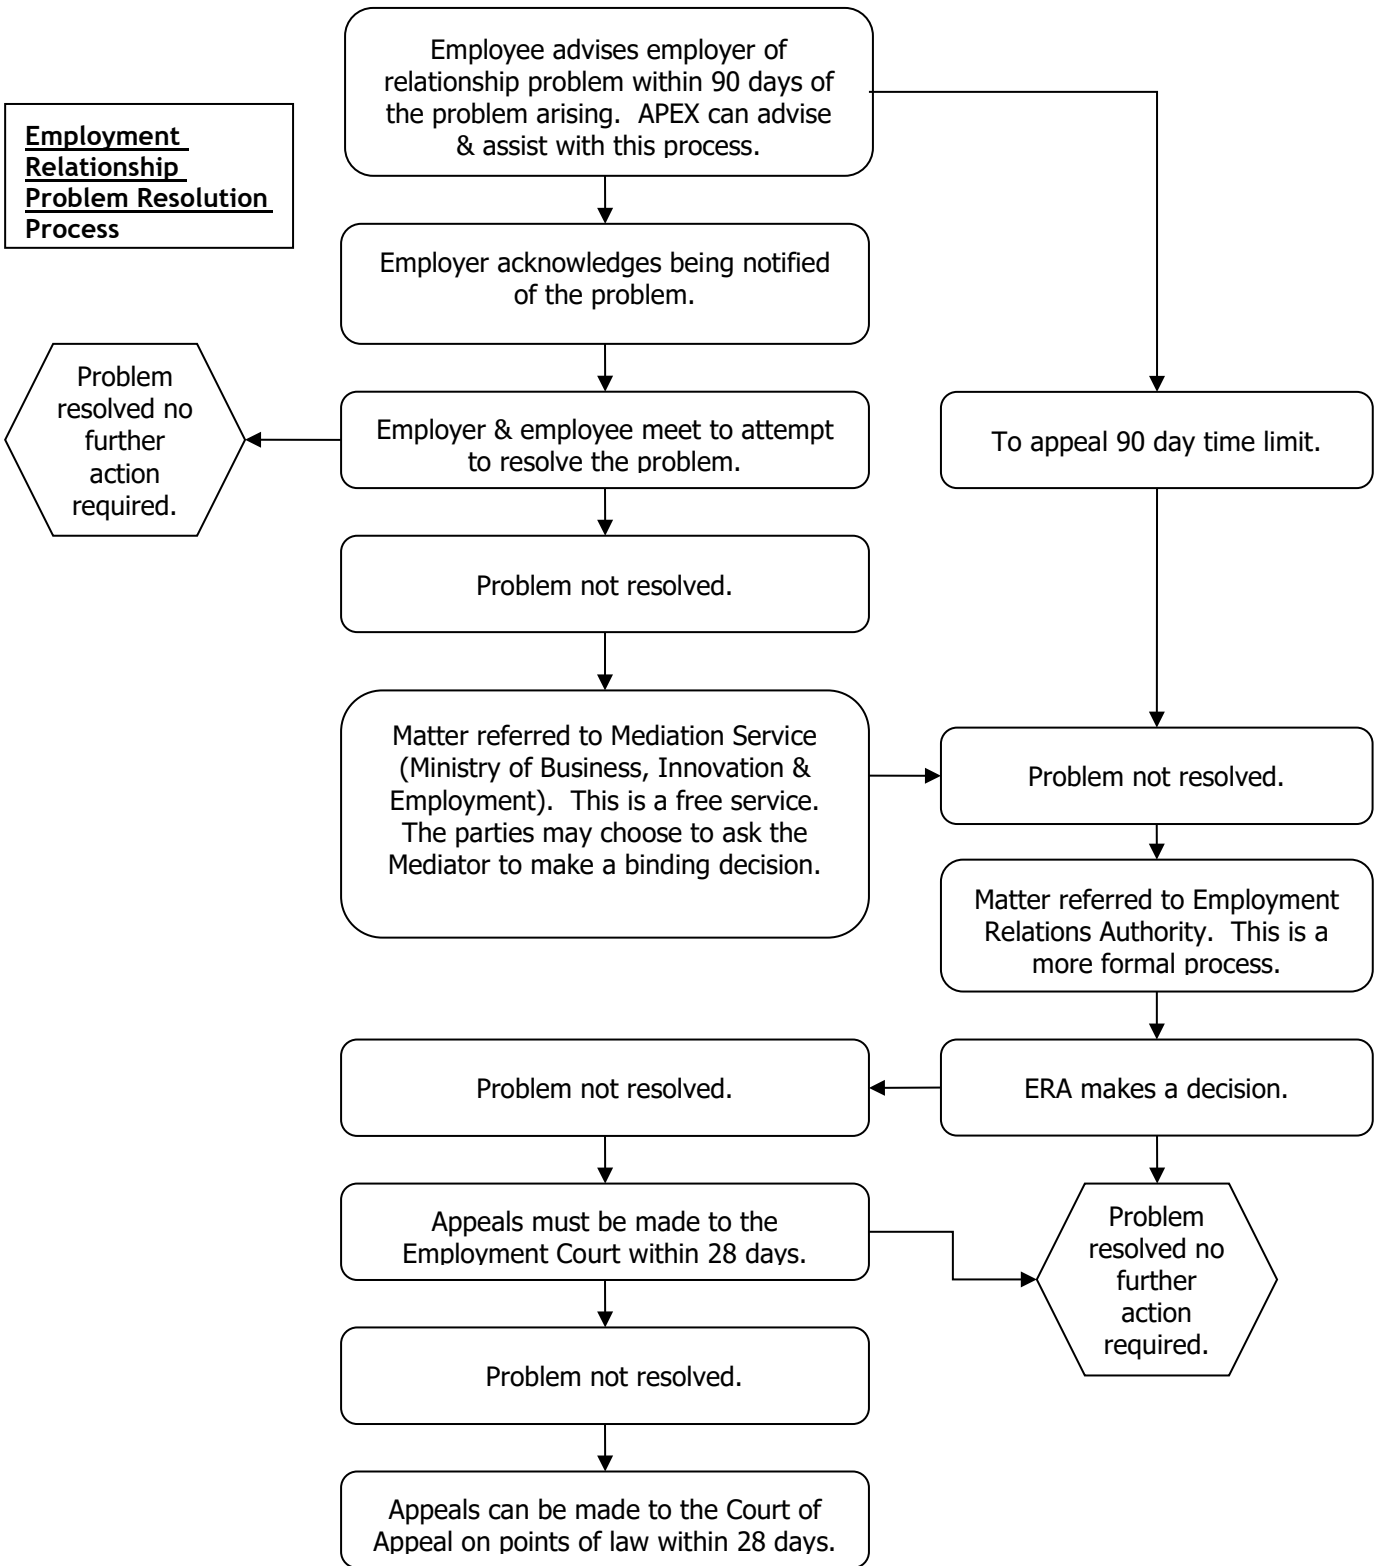 Employee advises employer of
relationship problem within 90 days of
the problem arising.  APEX can advise
& assist with this process.
Employment
Relationship
Problem Resolution
Process
Employer acknowledges being notified
of the problem.
Problem
resolved no
further
action
required.
Employer & employee meet to attempt
to resolve the problem.
To appeal 90 day time limit.
Problem not resolved.
Matter referred to Mediation Service
(Ministry of Business, Innovation &
Employment).  This is a free service.
The parties may choose to ask the
Mediator to make a binding decision.
Problem not resolved.
Matter referred to Employment
Relations Authority.  This is a
more formal process.
ERA makes a decision.
Problem not resolved.
Appeals must be made to the
Employment Court within 28 days.
Problem
resolved no
further
action
required.
Problem not resolved.
Appeals can be made to the Court of
Appeal on points of law within 28 days.